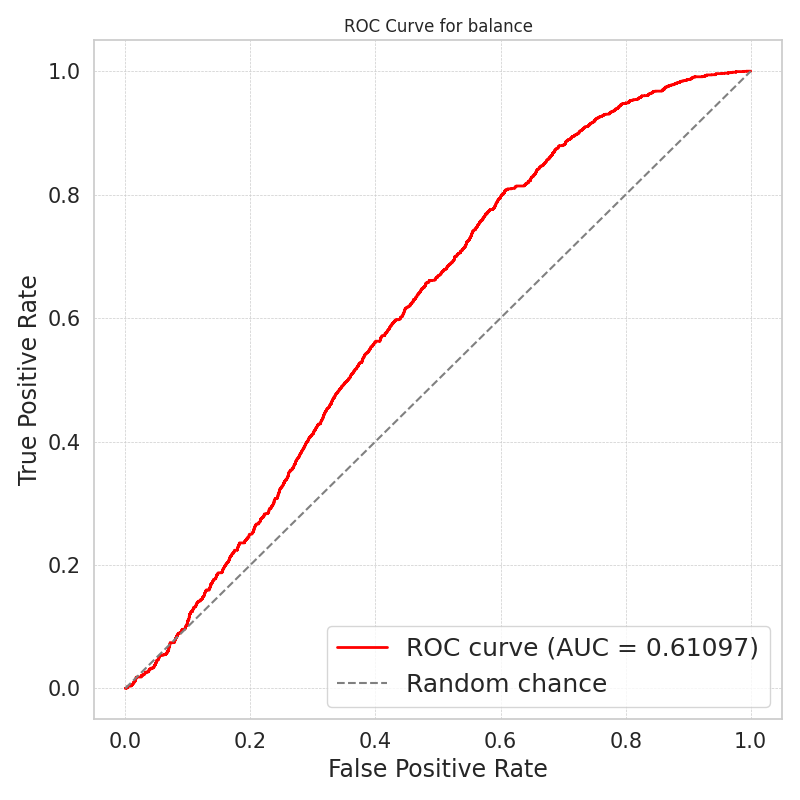 ROC Curve for balance
1.0
0.8
0.6
0.4
0.2
0.0
True Positive Rate
ROC curve (AUC = 0.61097)
Random chance
0.0 0.2 0.4 0.6 0.8 1.0
False Positive Rate